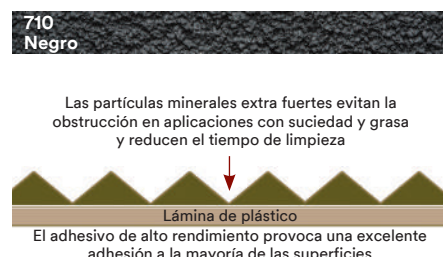 710
Negro
Las partículas minerales extra fuertes evitan la
obstrucción en aplicaciones con suciedad y grasa
y reducen el tiempo de limpieza
Lámina de plástico
El adhesivo de alto rendimiento provoca una excelente
adhesión a la mayoría de las superficies